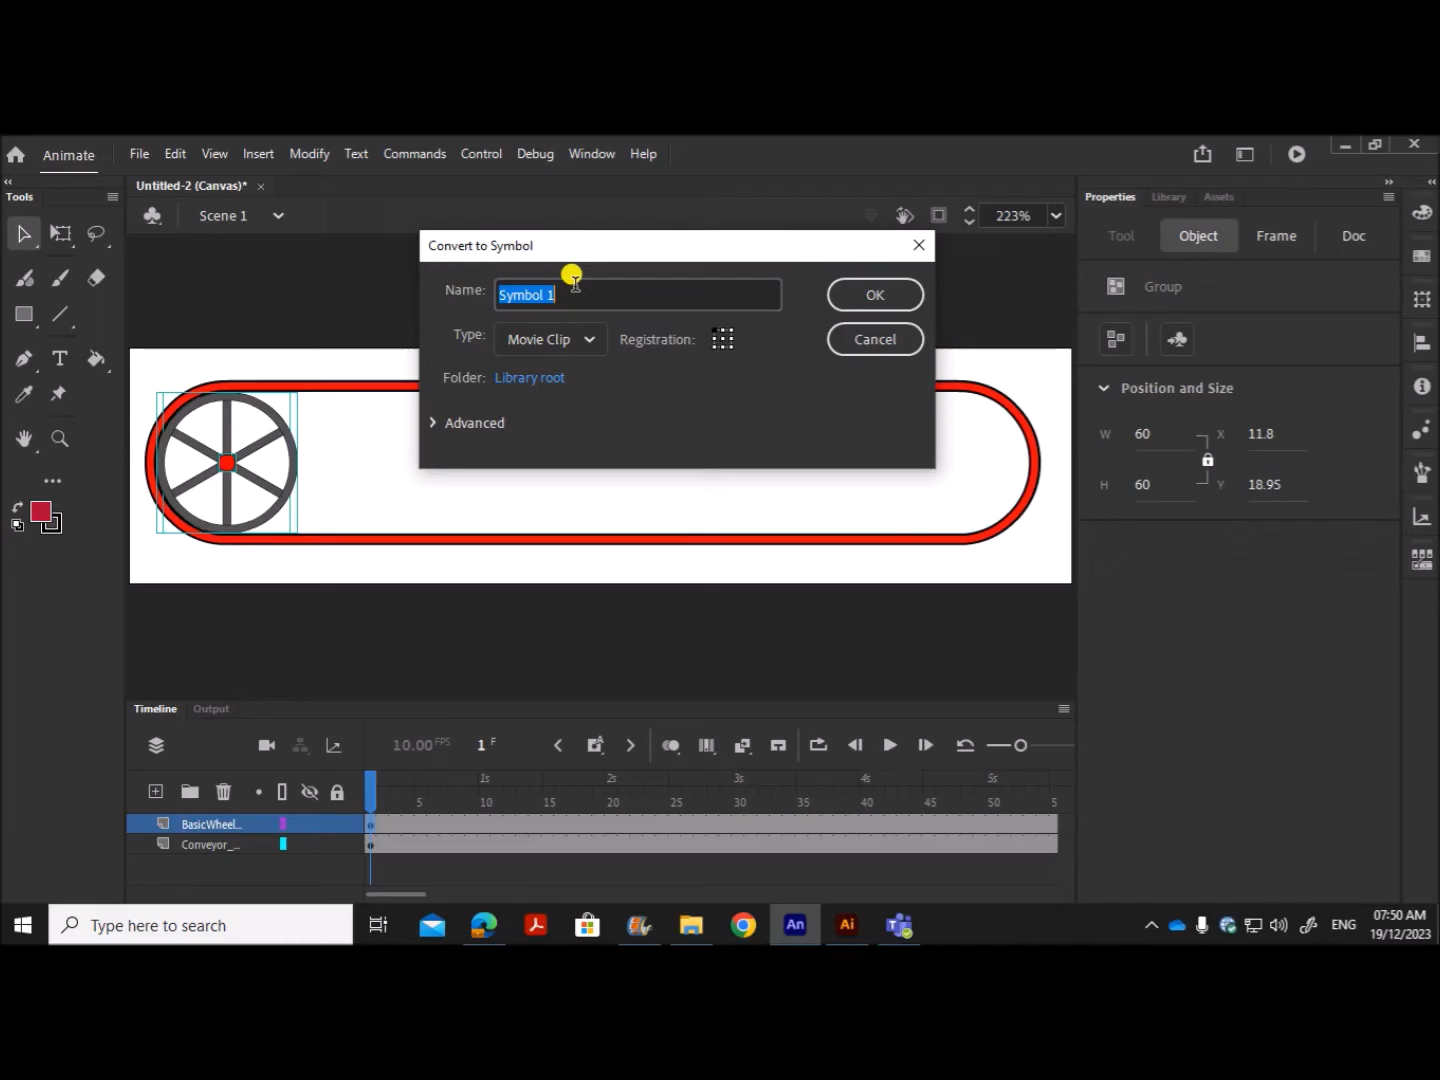 Animate
File Edit View Insert Modify Text Commands Control Debug Window Help
Tools
Untitled-2 (Canvas)*
Properties Library Assets
Scene 1
223%
Tool Object Frame Doc
Convert to Symbol
Name: Symbol 1 OK
Type: Movie Clip Registration: Cancel
Folder: Library root
Advanced
Group
Position and Size
W 60 X 11.8
H 60 Y 18.95
Timeline Output
10.00 FPS 1 F
1s 2s 3s 4s 5s
5 10 15 20 25 30 35 40 45 50 5
BasicWheel...
Conveyor_...
Type here to search
An Ai
ENG
07:50 AM
19/12/2023